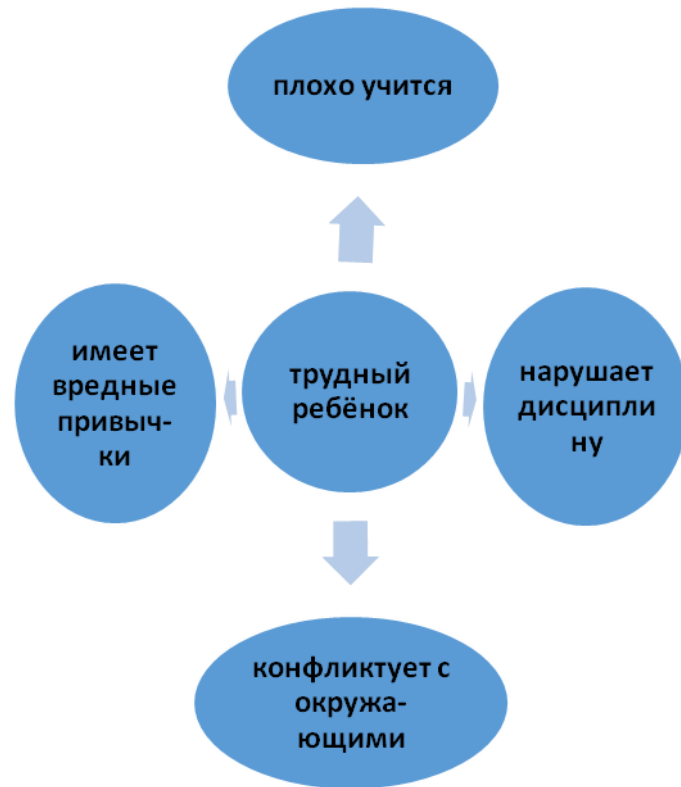 плохо учится
имеет
вредные
привыч-
ки
трудный
ребёнок
нарушает
дисципли
ну
конфликтует с
окружа-
ющими